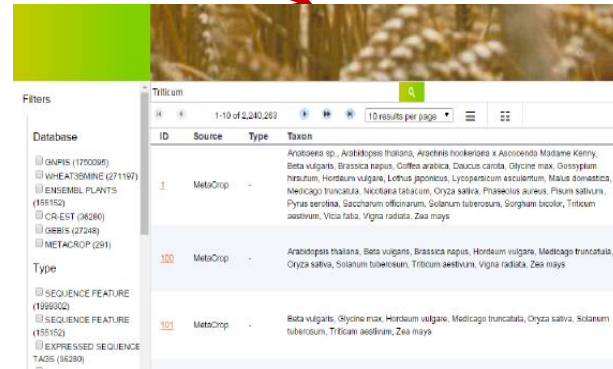 Filters
Database
GNPIS (1750095)
WHEAT3BMINE (271197)
ENSEMBL PLANTS
(155152)
CR-EST (36280)
GEBIS (27248)
METACROP (291)
Type
SEQUENCE FEATURE
(1999302)
SEQUENCE FEATURE
(155152)
EXPRESSED SEQUENCE
TAGS (36280)
Triticum
1-10 of 2,240,263
10 results per page
ID Source Type Taxon
1 MetaCrop -
Anabaena sp., Arabidopsis thaliana, Arachnis hookeriana x Ascocenda Madame Kenny,
Beta vulgaris, Brassica napus, Coffea arabica, Daucus carota, Glycine max, Gossypium
hirsutum, Hordeum vulgare, Lotus japonicus, Lycopersicum esculentum, Malus domestica,
Medicago truncatula, Nicotiana tabacum, Oryza sativa, Phaseolus aureus, Pisum sativum,
Pyrus serotina, Saccharum officinarum, Solanum tuberosum, Sorghum bicolor, Triticum
aestivum, Vicia faba, Vigna radiata, Zea mays
100 MetaCrop -
Arabidopsis thaliana, Beta vulgaris, Brassica napus, Hordeum vulgare, Medicago truncatula,
Oryza sativa, Solanum tuberosum, Triticum aestivum, Vigna radiata, Zea mays
101 MetaCrop -
Beta vulgaris, Glycine max, Hordeum vulgare, Medicago truncatula, Oryza sativa, Solanum
tuberosum, Triticum aestivum, Zea mays